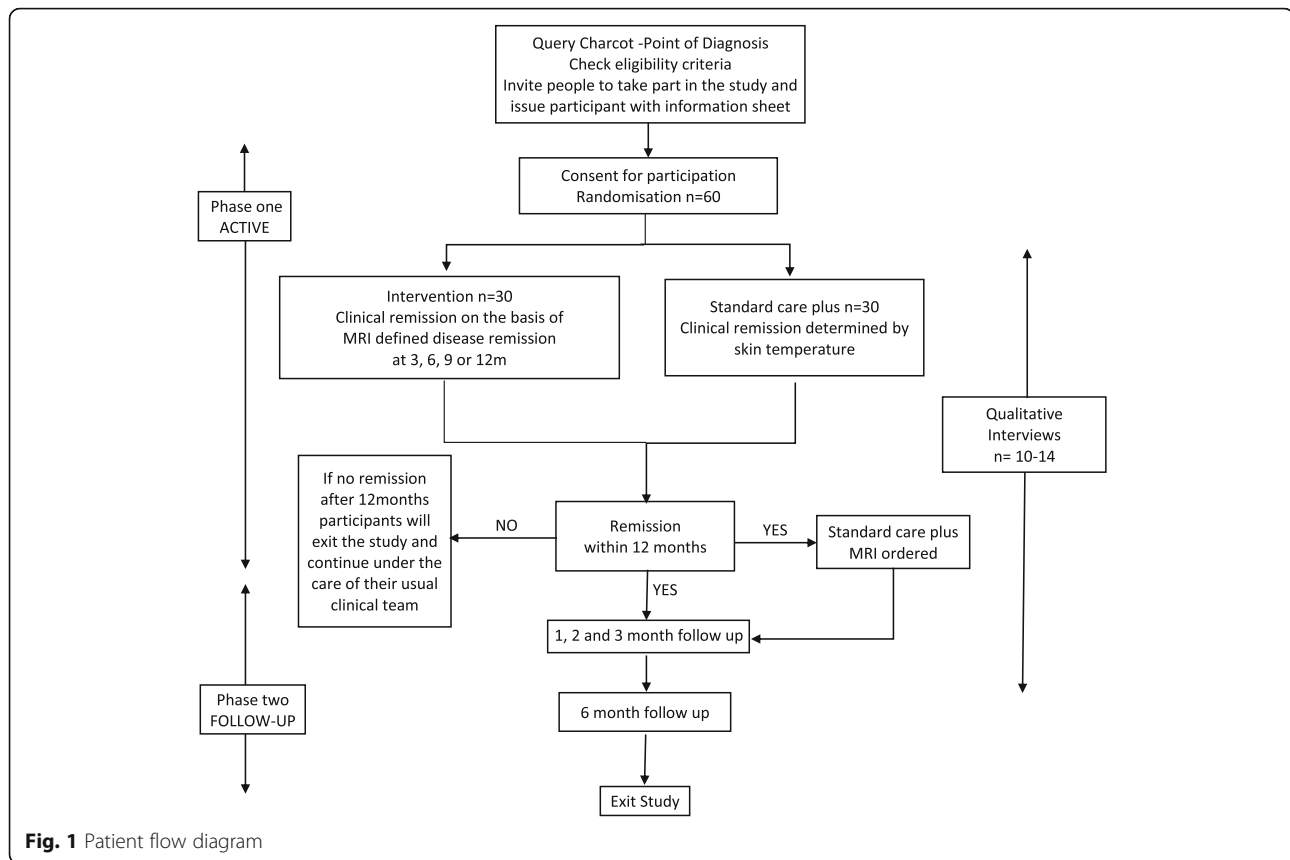 Query Charcot -Point of Diagnosis
Check eligibility criteria
Invite people to take part in the study and
issue participant with information sheet
Consent for participation
Randomisation n=60
Phase one
ACTIVE
Intervention n=30
Clinical remission on the basis of
MRI defined disease remission
at 3, 6, 9 or 12m
Standard care plus n=30
Clinical remission determined by
skin temperature
Qualitative
Interviews
n= 10-14
If no remission
after 12months
participants will
exit the study and
continue under the
care of their usual
clinical team
NO
Remission
within 12 months
YES
Standard care plus
MRI ordered
YES
1, 2 and 3 month follow up
Phase two
FOLLOW-UP
6 month follow up
Exit Study
Fig. 1 Patient flow diagram